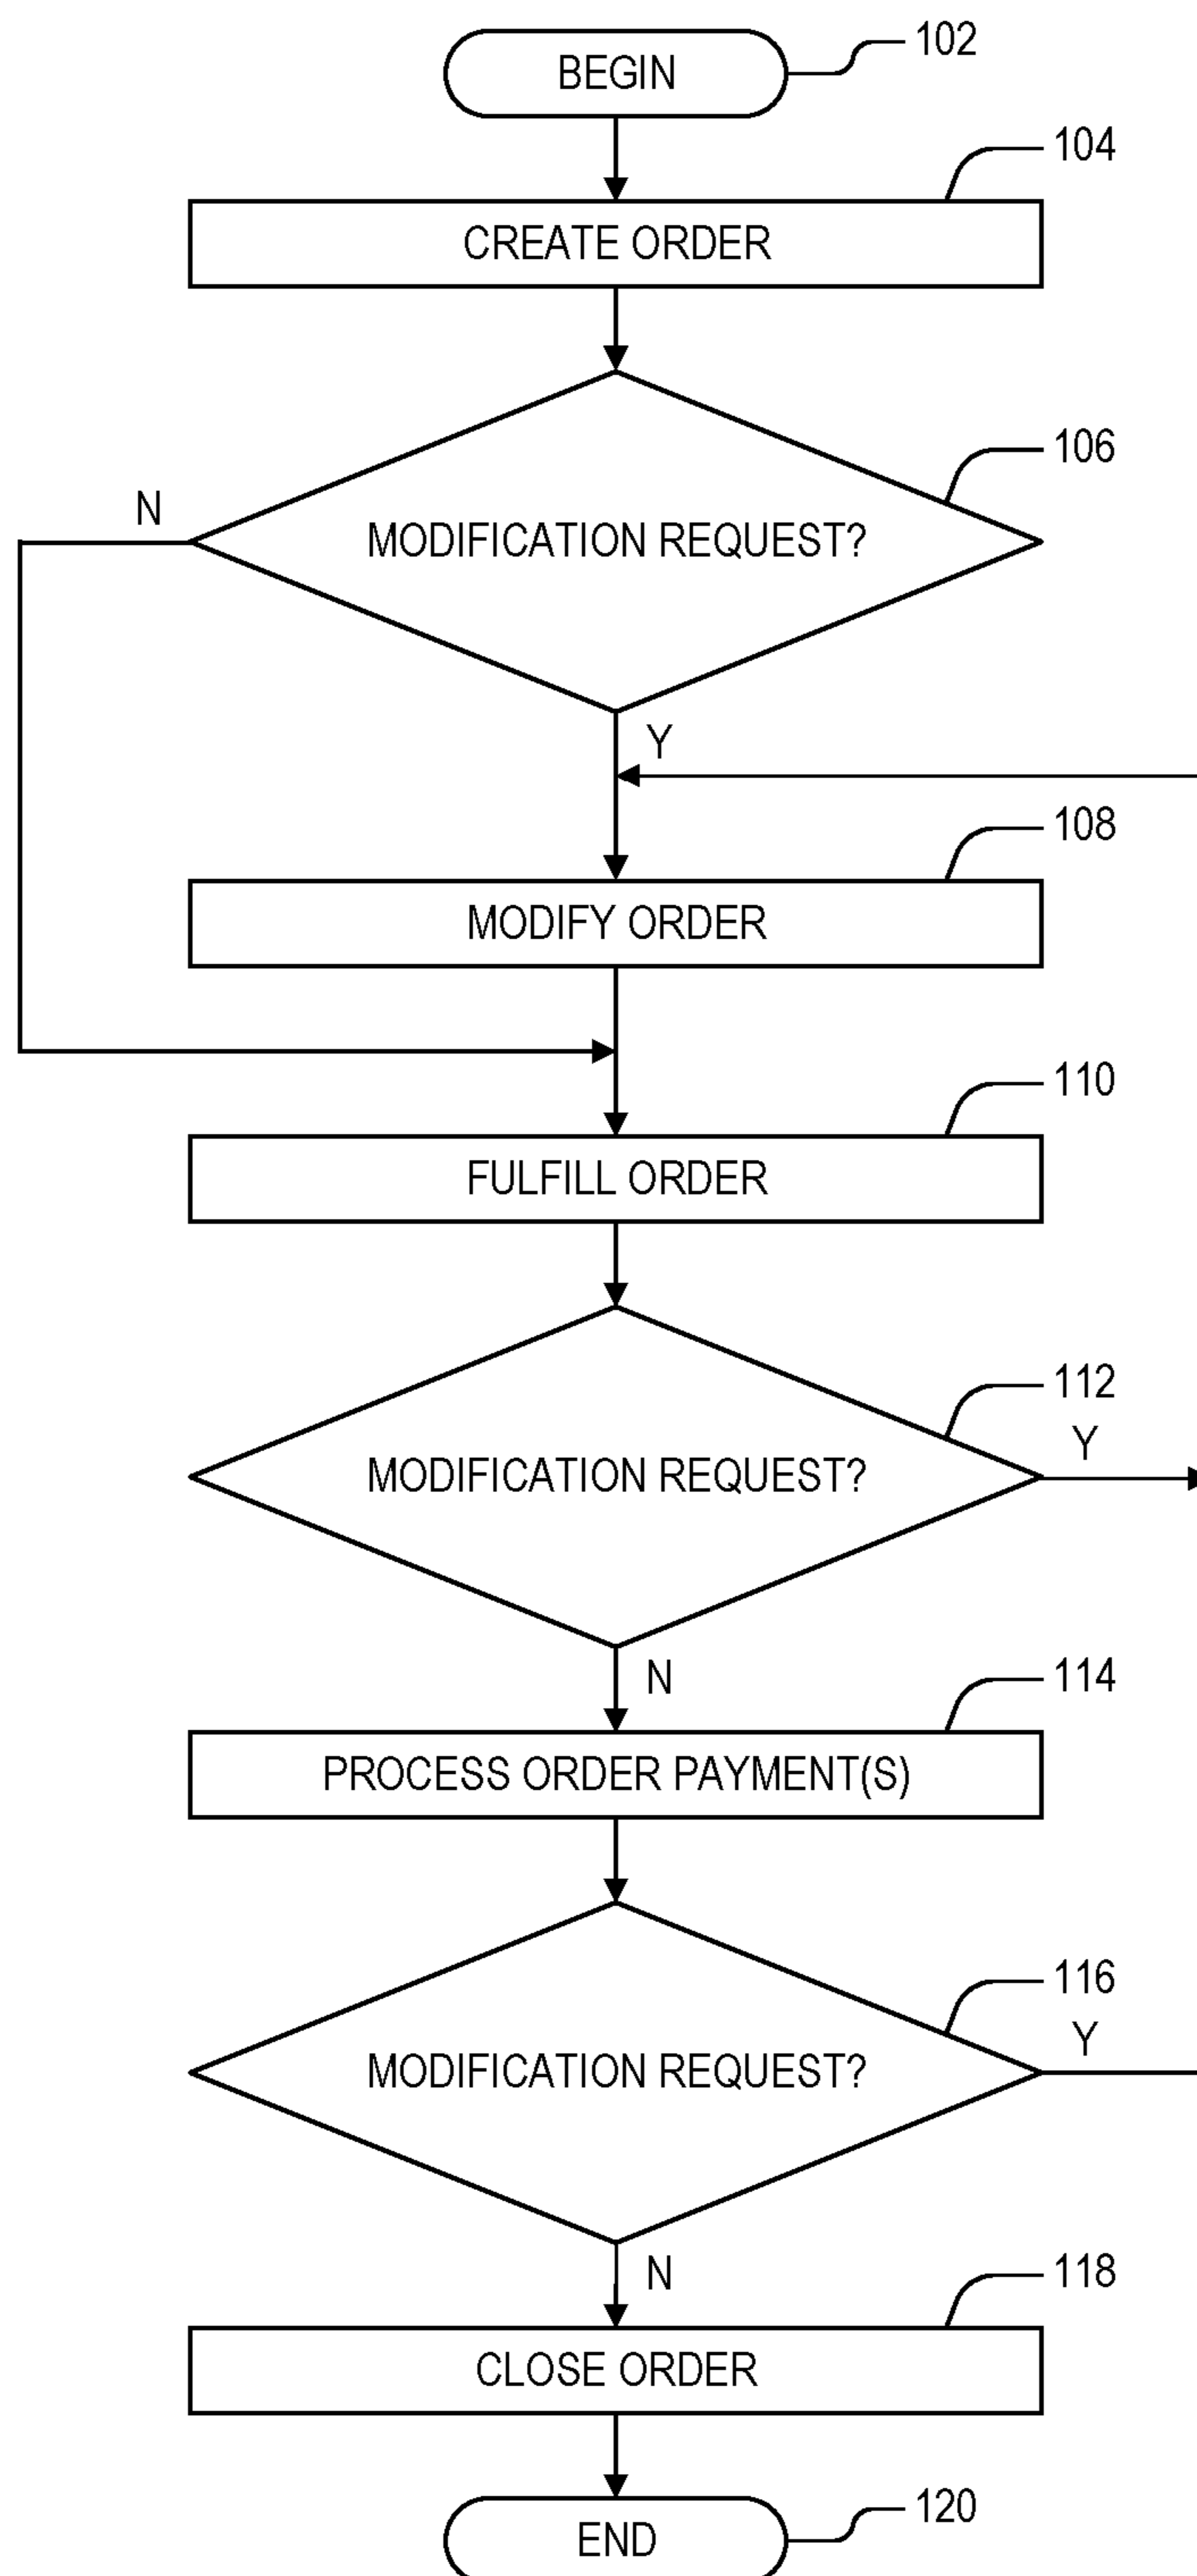 BEGIN
102
104
CREATE ORDER
106
N
MODIFICATION REQUEST?
Y
108
MODIFY ORDER
110
FULFILL ORDER
112
Y
MODIFICATION REQUEST?
N
114
PROCESS ORDER PAYMENT(S)
116
Y
MODIFICATION REQUEST?
N
118
CLOSE ORDER
120
END